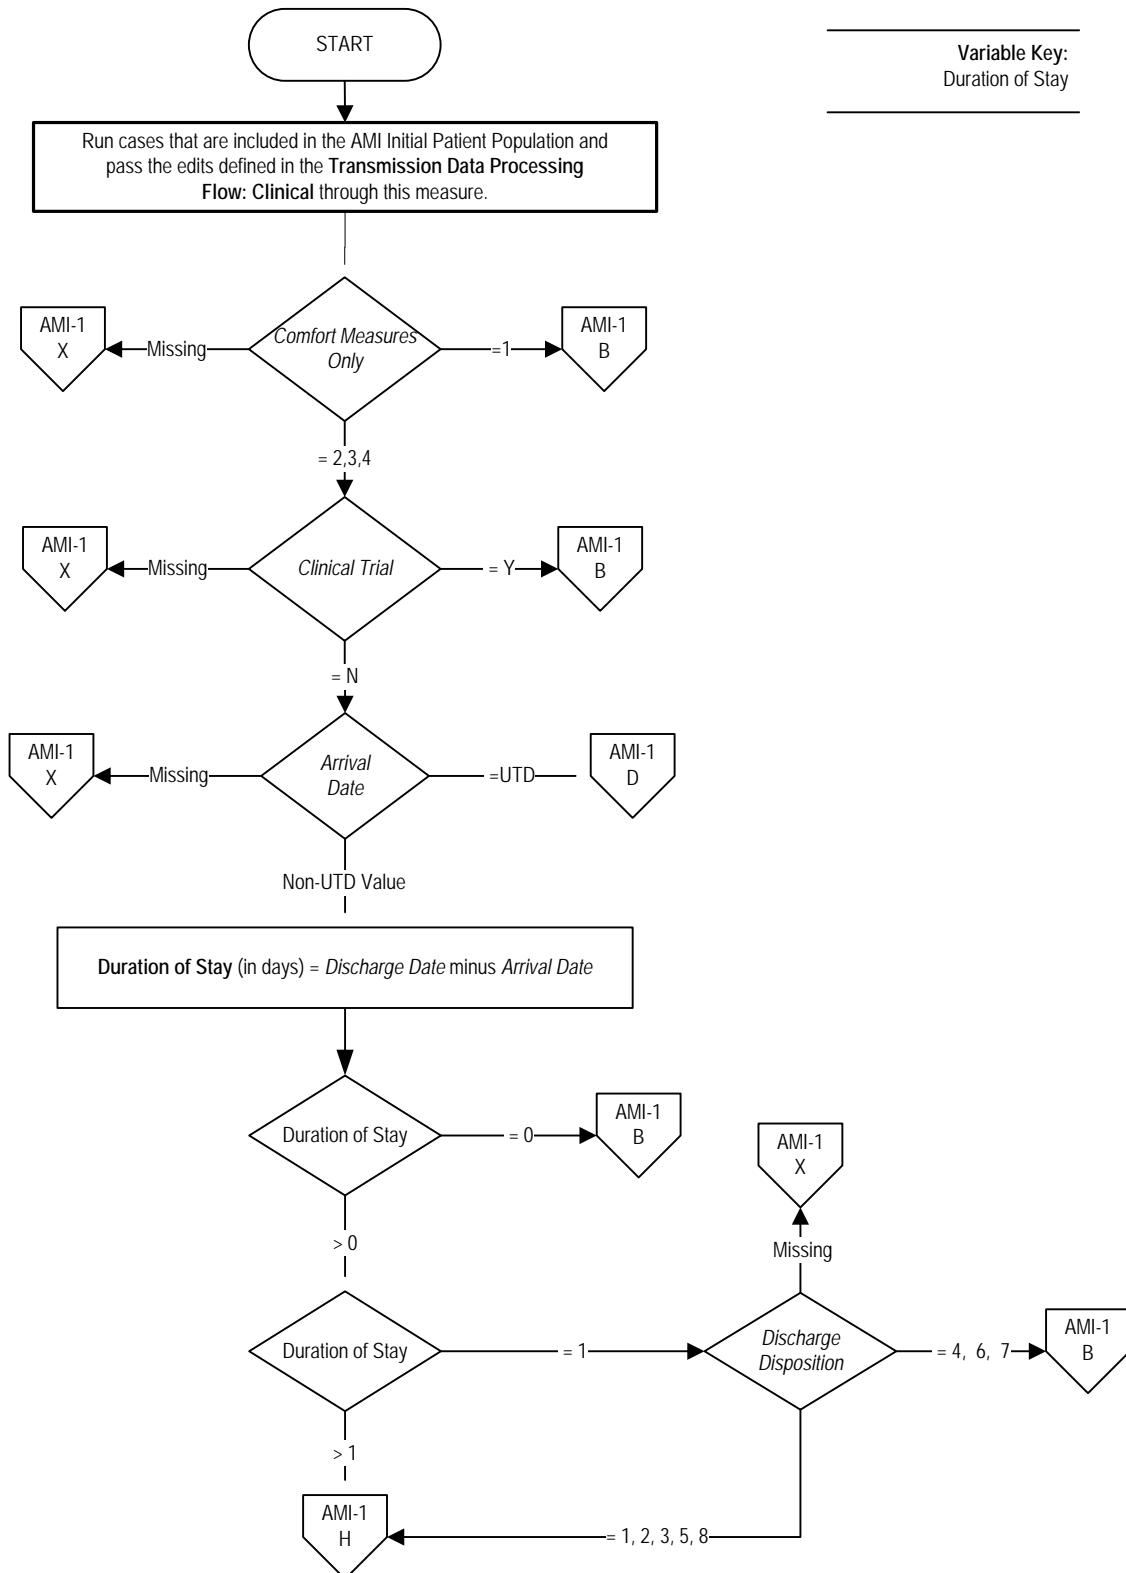 START
Variable Key:
Duration of Stay
Run cases that are included in the AMI Initial Patient Population and
pass the edits defined in the Transmission Data Processing
Flow: Clinical through this measure.
AMI-1
X
Missing
Comfort Measures
Only
=1
AMI-1
B
= 2,3,4
AMI-1
X
Missing
Clinical Trial
= Y
AMI-1
B
= N
AMI-1
X
Missing
Arrival
Date
=UTD
AMI-1
D
Non-UTD Value
Duration of Stay (in days) = Discharge Date minus Arrival Date
Duration of Stay
= 0
AMI-1
B
AMI-1
X
> 0
Missing
Duration of Stay
= 1
Discharge
Disposition
= 4, 6, 7
AMI-1
B
> 1
AMI-1
H
= 1, 2, 3, 5, 8